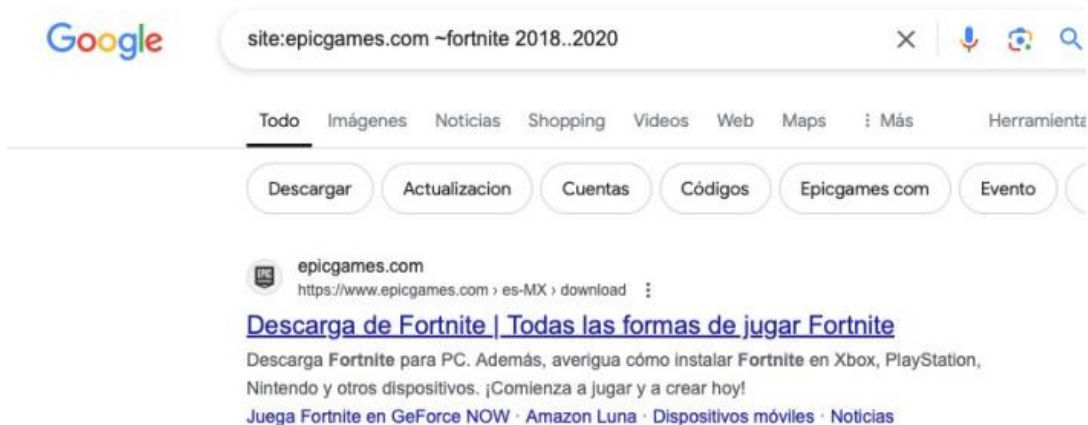 Google
site:epicgames.com ~fortnite 2018..2020
Todo Imágenes Noticias Shopping Videos Web Maps Más Herramienta
Descargar Actualizacion Cuentas Códigos Epicgames com Evento
EPIC
epicgames.com
https://www.epicgames.com › es-MX › download
Descarga de Fortnite | Todas las formas de jugar Fortnite
Descarga Fortnite para PC. Además, averigua cómo instalar Fortnite en Xbox, PlayStation,
Nintendo y otros dispositivos. ¡Comienza a jugar y a crear hoy!
Juega Fortnite en GeForce NOW · Amazon Luna · Dispositivos móviles · Noticias